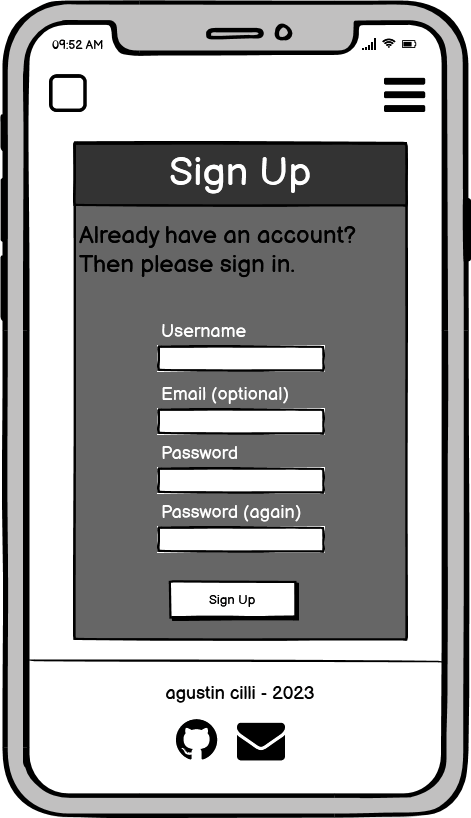 09:52 AM
Sign Up
Already have an account?
Then please sign in.
Username
Email (optional)
Password
Password (again)
Sign Up
agustin cilli - 2023